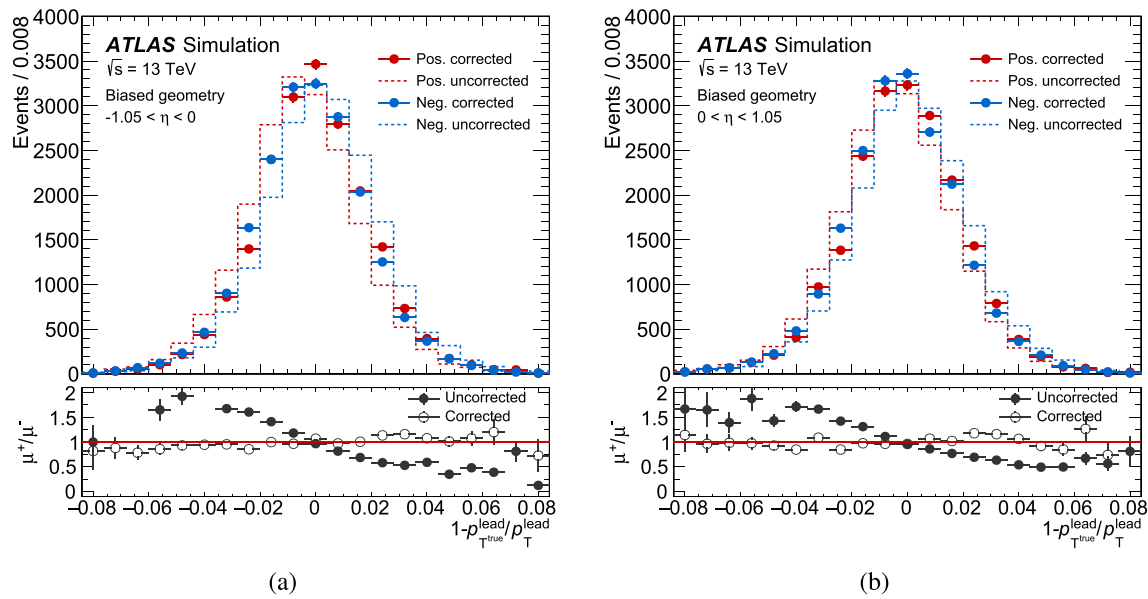 Events / 0.008
4000
3500
3000
2500
2000
1500
1000
500
0
ATLAS Simulation
√s = 13 TeV
Biased geometry
-1.05 < η < 0
Pos. corrected
Pos. uncorrected
Neg. corrected
Neg. uncorrected
μ⁺/μ⁻
2
1.5
1
0.5
0
Uncorrected
Corrected
−0.08 −0.06 −0.04 −0.02 0 0.02 0.04 0.06 0.08
1-p_T^true^lead/p_T^lead
(a)
Events / 0.008
4000
3500
3000
2500
2000
1500
1000
500
0
ATLAS Simulation
√s = 13 TeV
Biased geometry
0 < η < 1.05
Pos. corrected
Pos. uncorrected
Neg. corrected
Neg. uncorrected
μ⁺/μ⁻
2
1.5
1
0.5
0
Uncorrected
Corrected
−0.08 −0.06 −0.04 −0.02 0 0.02 0.04 0.06 0.08
1-p_T^true^lead/p_T^lead
(b)